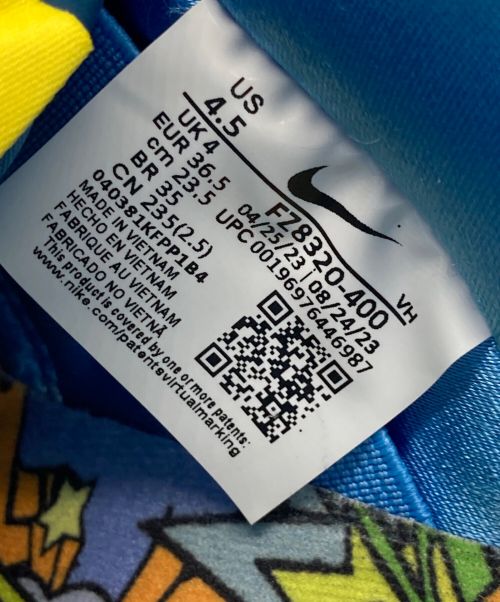 US
4.5
UK 4
EUR 36.5
cm 23.5
BR 35
CN 235(2.5)
040381KFPP1B4
MADE IN VIETNAM
HECHO EN VIETNAM
FABRIQUE AU VIETNAM
FABRICADO NO VIETNÃ
This product is covered by one or more patents:
www.nike.com/patentsvirtualmarking
VH
FZ8320-400
04/25/23 | 08/24/23
UPC 00196976446987